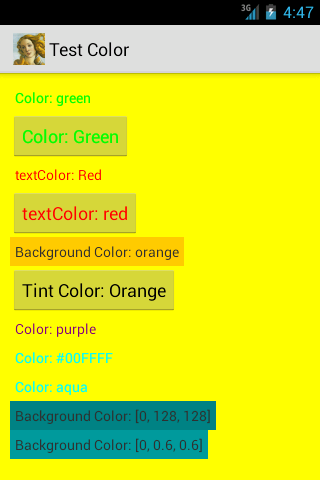 3G
4:47
Test Color
Color: green
Color: Green
textColor: Red
textColor: red
Background Color: orange
Tint Color: Orange
Color: purple
Color: #00FFFF
Color: aqua
Background Color: [0, 128, 128]
Background Color: [0, 0.6, 0.6]